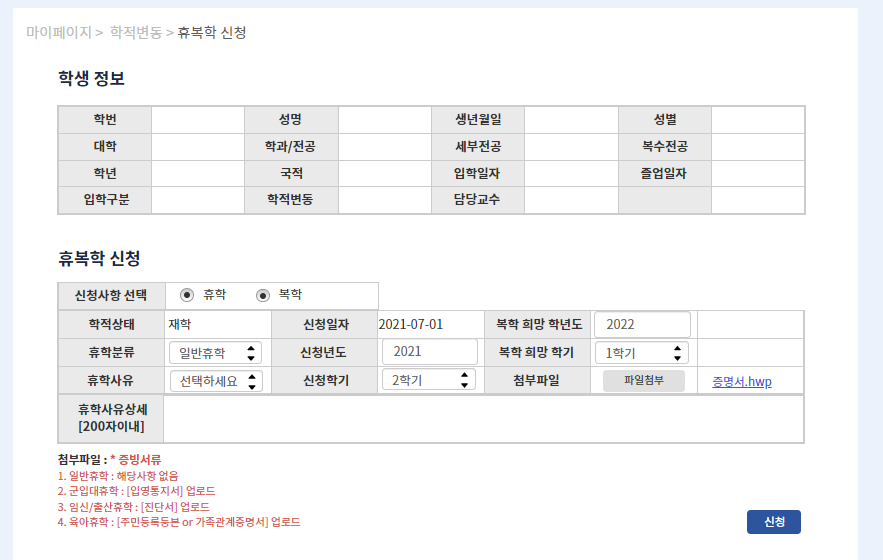 마이페이지 > 학적변동 > 휴복학 신청
학생 정보
학번 성명 생년월일 성별
대학 학과/전공 세부전공 복수전공
학년 국적 입학일자 졸업일자
입학구분 학적변동 담당교수
휴복학 신청
신청사항 선택 휴학 복학
학적상태 재학 신청일자 2021-07-01 복학 희망 학년도 2022
휴학분류 일반휴학 신청년도 2021 복학 희망 학기 1학기
휴학사유 선택하세요 신청학기 2학기 첨부파일 파일첨부 증명서.hwp
휴학사유상세
[200자이내]
첨부파일 : * 증빙서류
1. 일반휴학 : 해당사항 없음
2. 군입대휴학 : [입영통지서] 업로드
3. 임신/출산휴학 : [진단서] 업로드
4. 육아휴학 : [주민등록등본 or 가족관계증명서] 업로드
신청